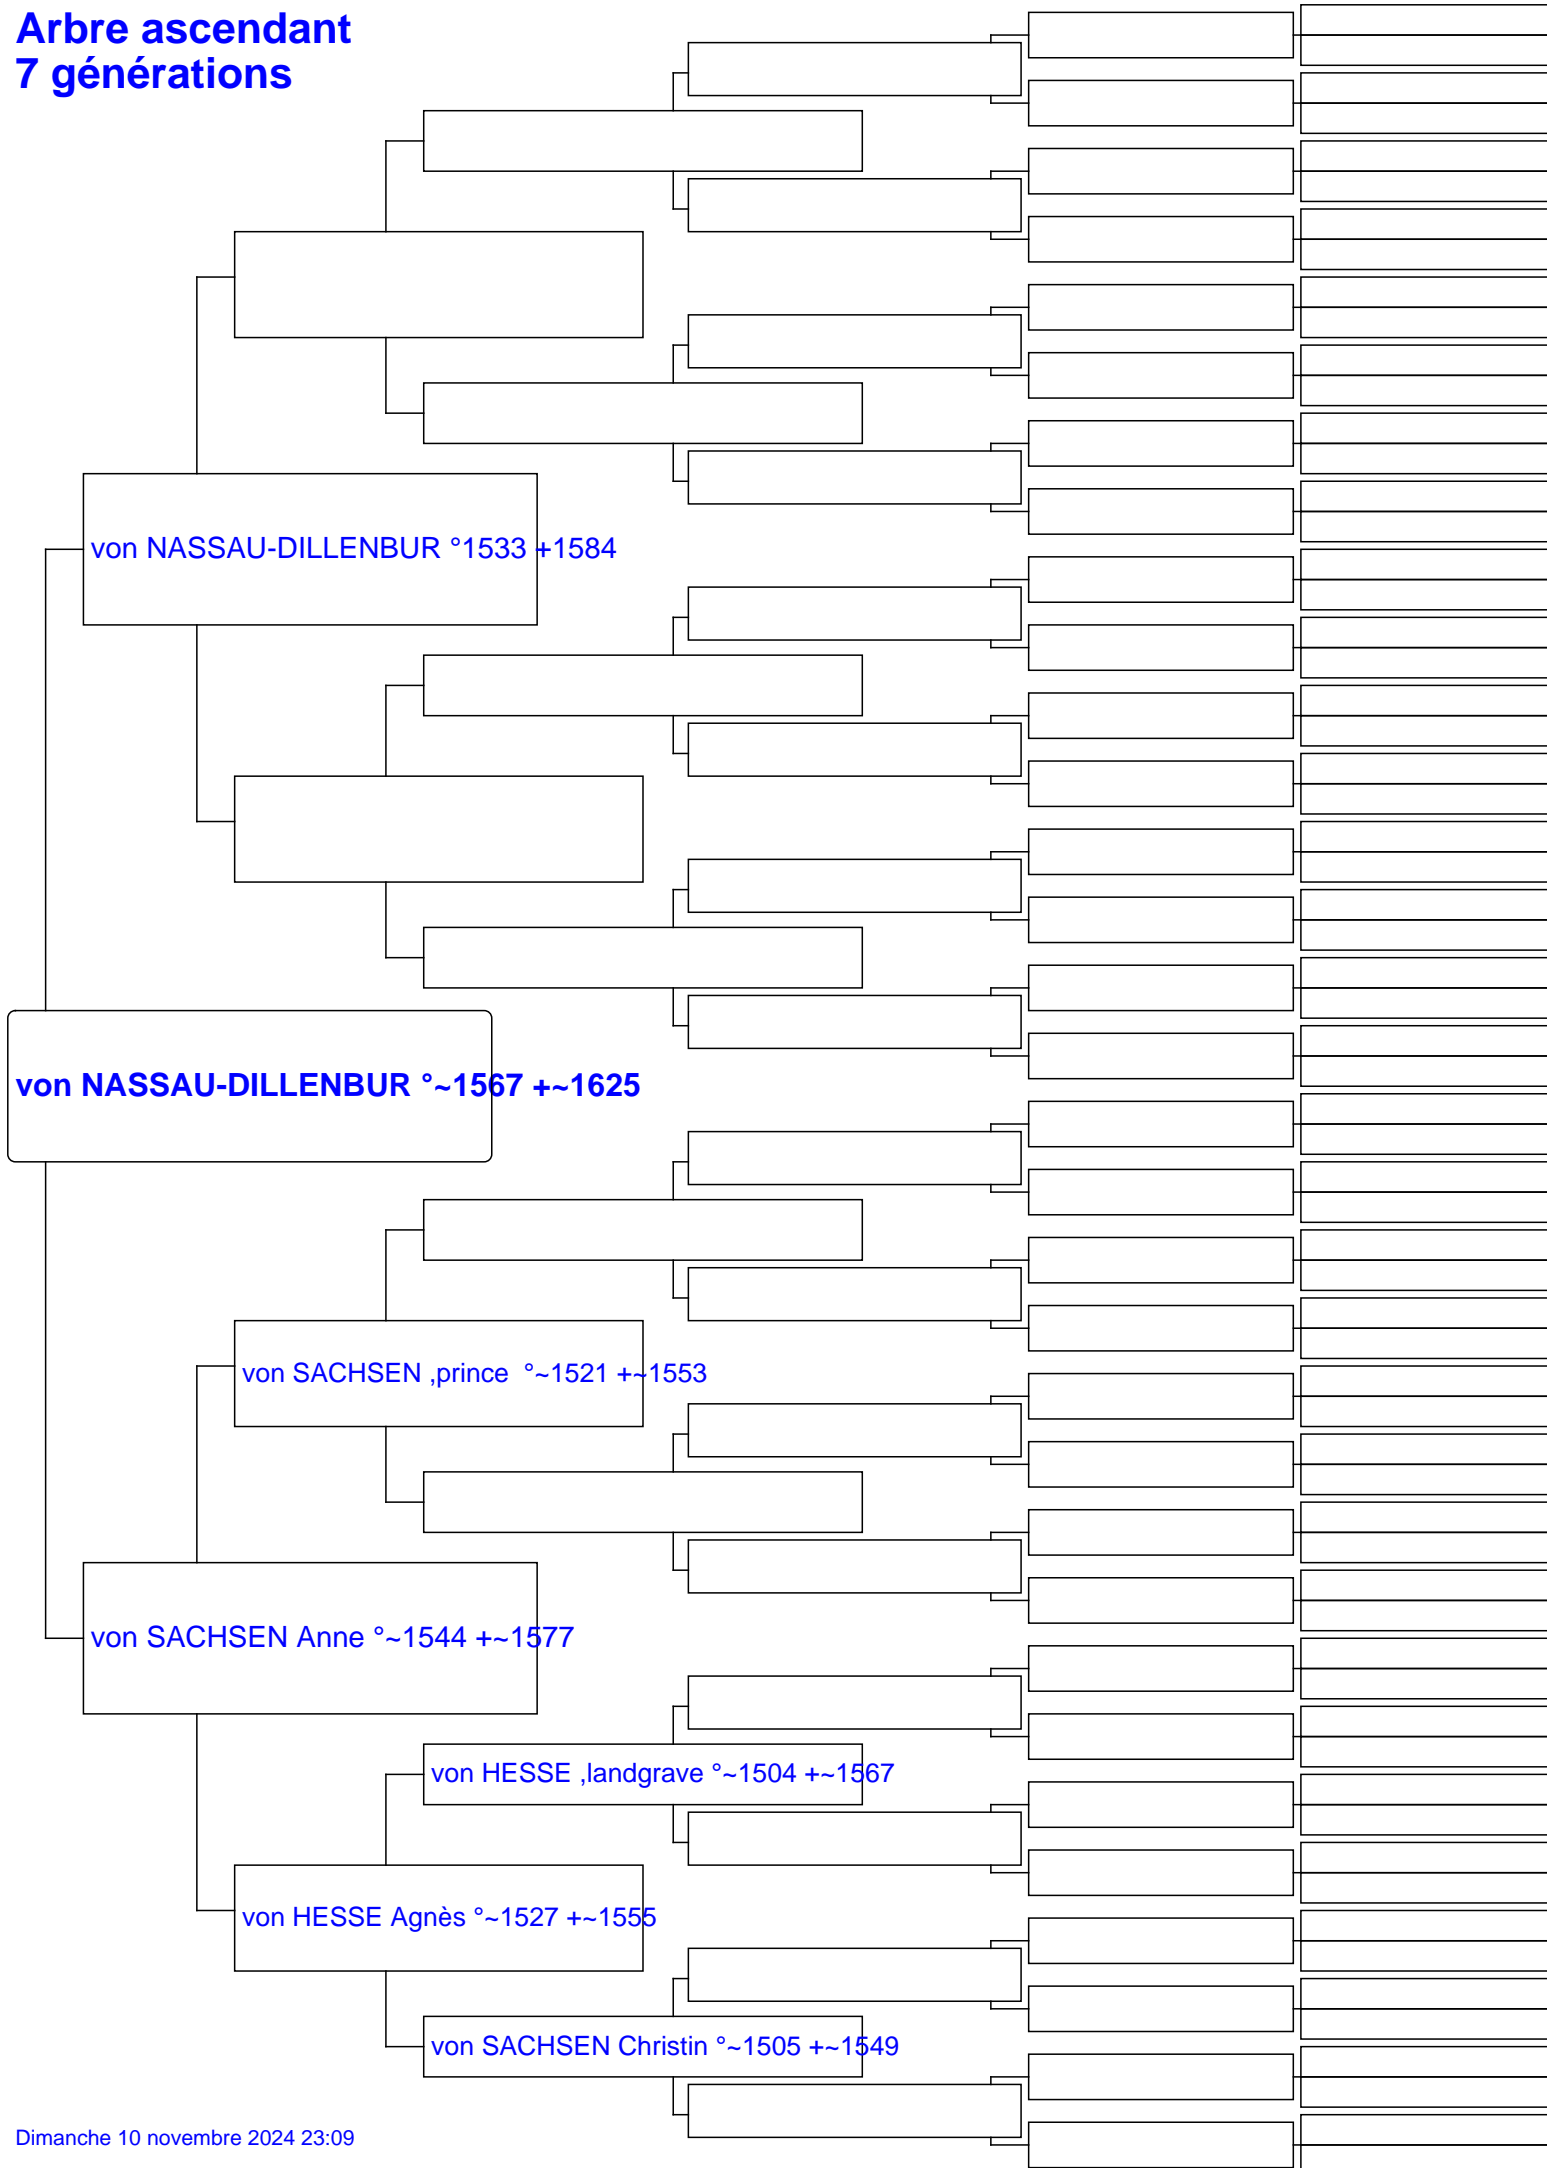 Arbre ascendant
7 générations
von NASSAU-DILLENBUR °1533 +1584
von NASSAU-DILLENBUR °~1567 +~1625
von SACHSEN ,prince  °~1521 +~1553
von SACHSEN Anne °~1544 +~1577
von HESSE ,landgrave °~1504 +~1567
von HESSE Agnès °~1527 +~1555
von SACHSEN Christin °~1505 +~1549
Dimanche 10 novembre 2024 23:09